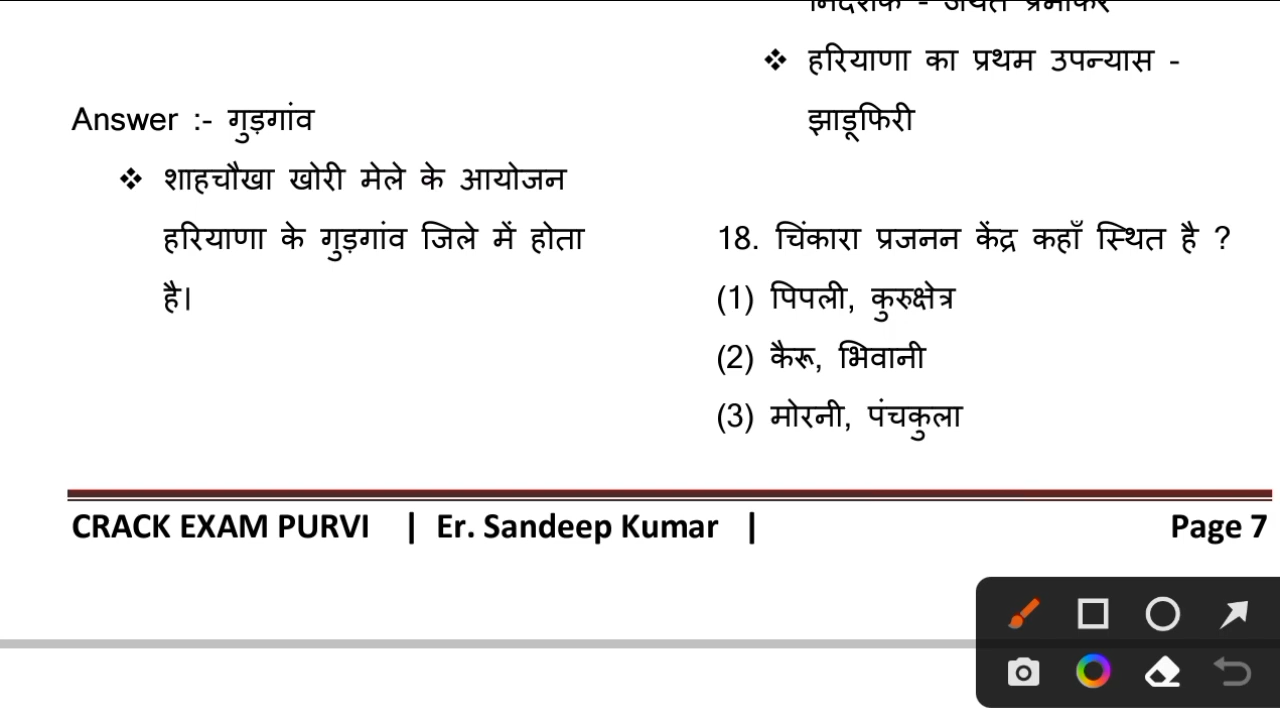 Answer :- गुड़गांव
❖ शाहचौखा खोरी मेले के आयोजन
हरियाणा के गुड़गांव जिले में होता
है।
❖ हरियाणा का प्रथम उपन्यास -
झाडूफिरी
18. चिंकारा प्रजनन केंद्र कहाँ स्थित है ?
(1) पिपली, कुरुक्षेत्र
(2) कैरू, भिवानी
(3) मोरनी, पंचकुला
CRACK EXAM PURVI | Er. Sandeep Kumar | Page 7